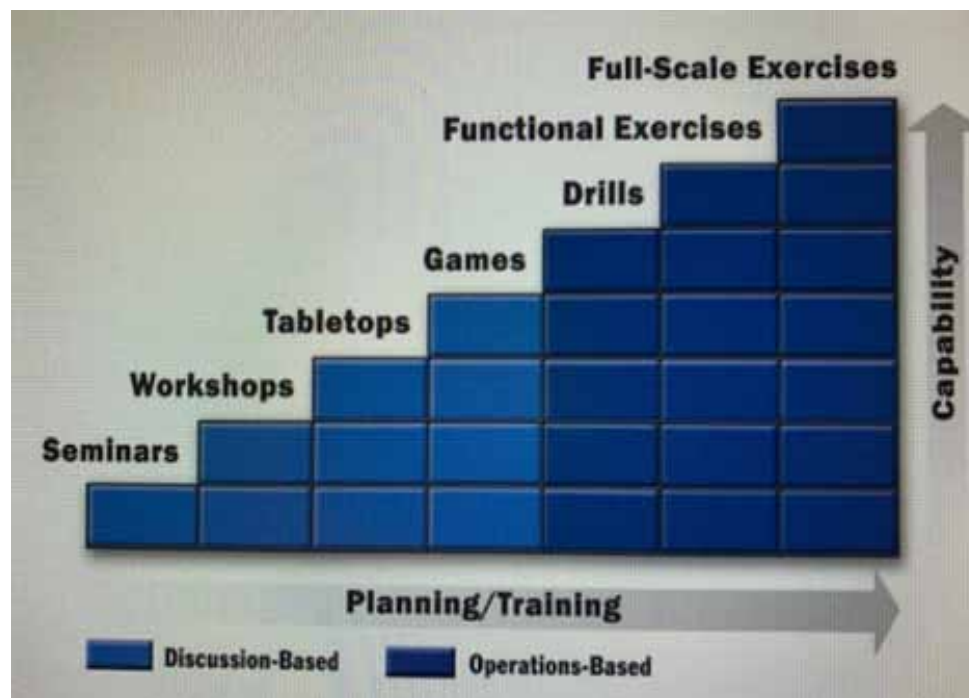 Full-Scale Exercises
Functional Exercises
Drills
Games
Tabletops
Workshops
Seminars
Capability
Planning/Training
Discussion-Based
Operations-Based